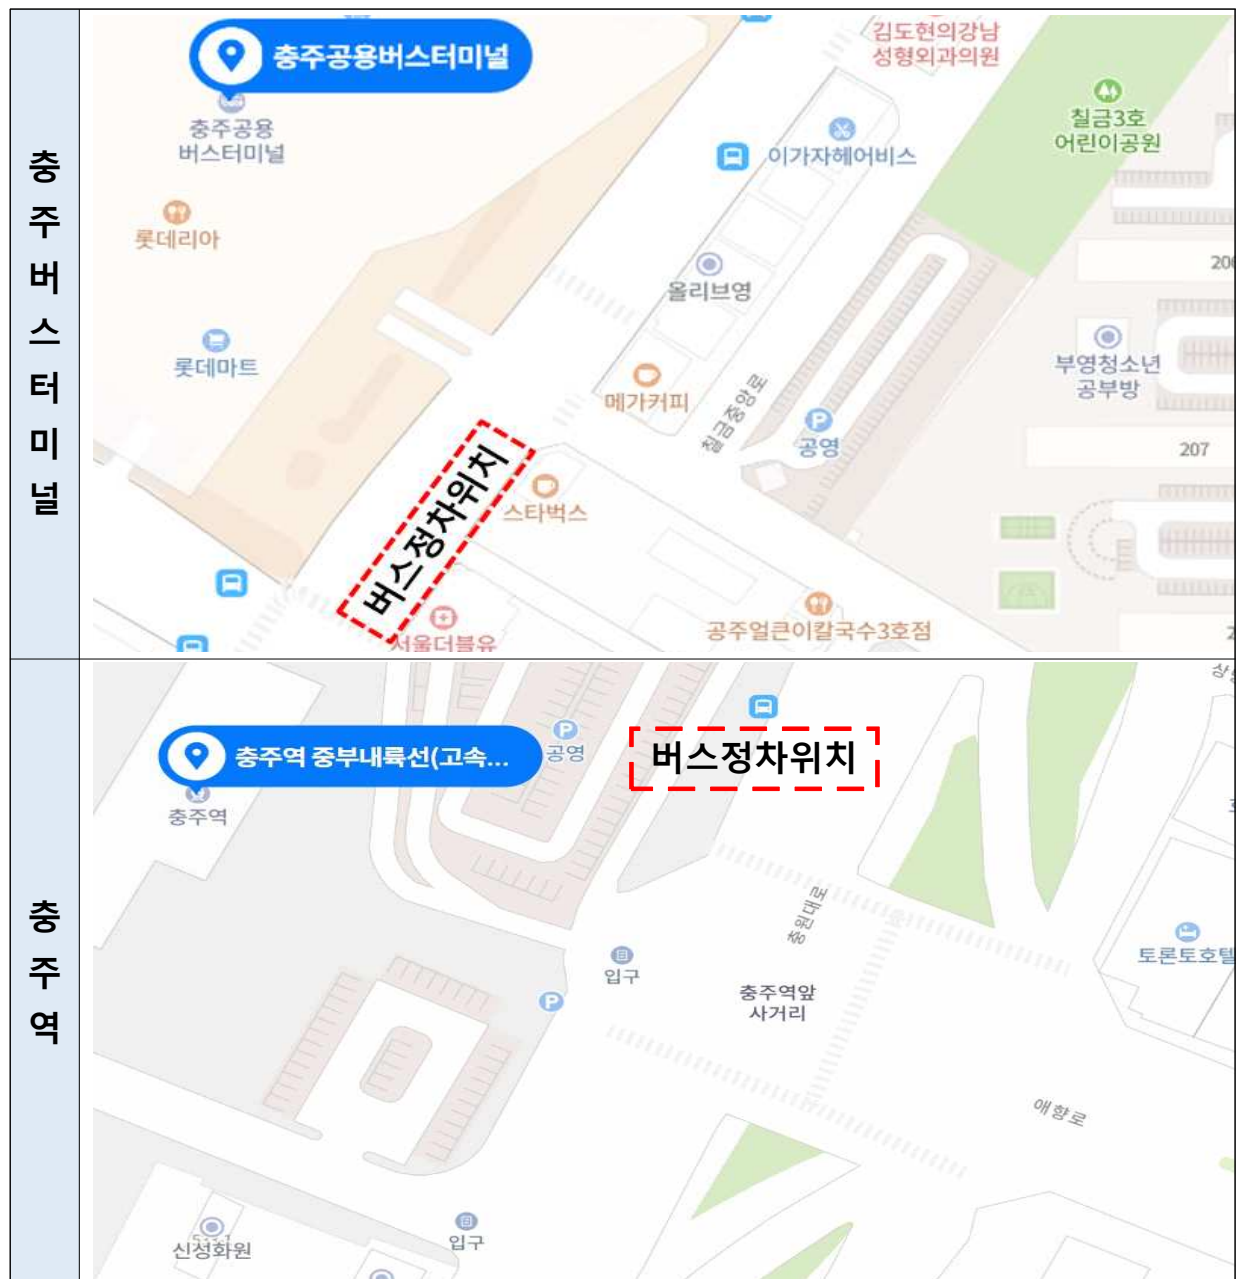 충주버스터미널
충주공용버스터미널
김도현의강남
성형외과의원
충주공용
버스터미널
이가자헤어비스
칠금3호
어린이공원
롯데리아
올리브영
롯데마트
메가커피
칠금중앙로
공영
부영청소년
공부방
207
버스정차위치
스타벅스
서울더블유
공주얼큰이칼국수3호점
충주역
충주역 중부내륙선(고속...
공영
버스정차위치
충주역
충원대로
입구
충주역앞
사거리
토론토호텔
애향로
신성화원
입구